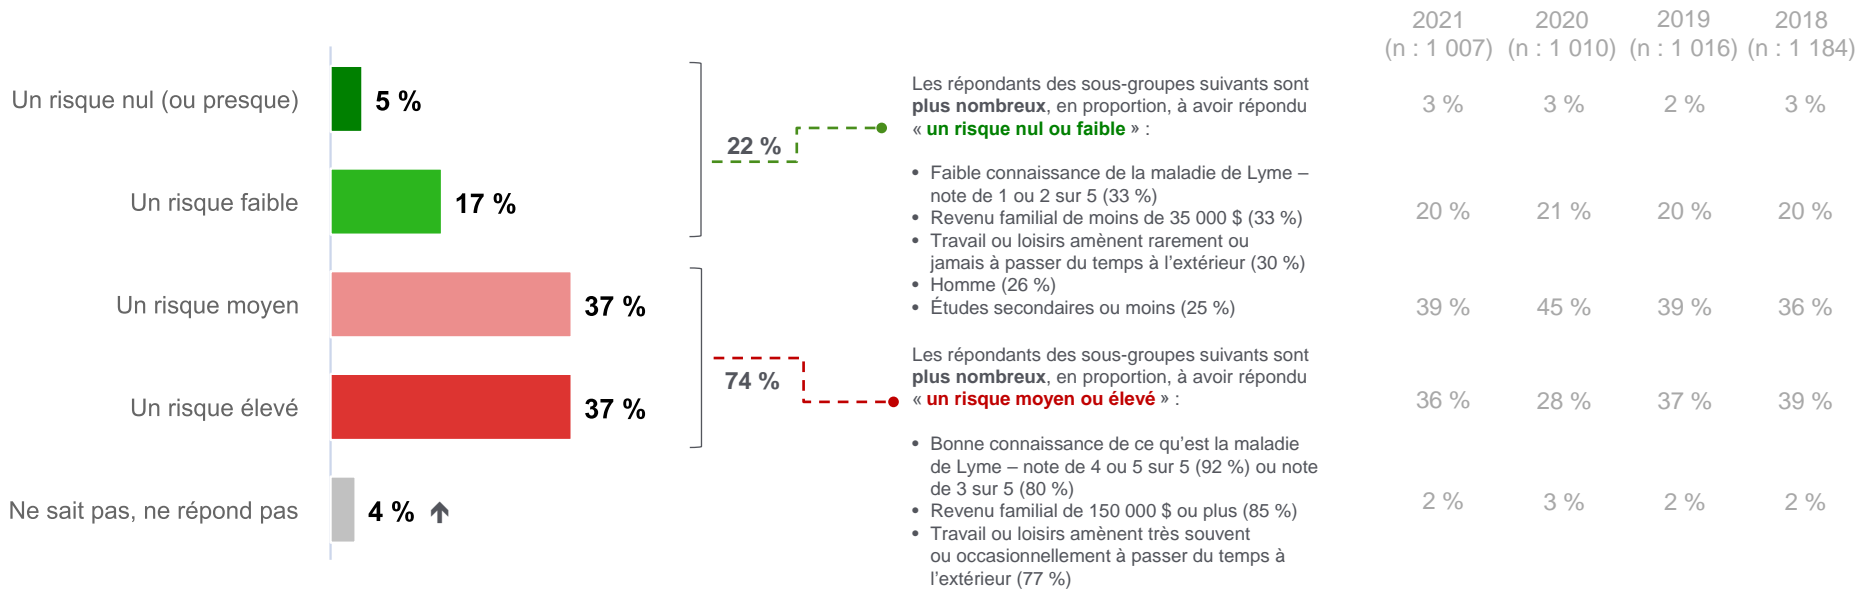 2021 2020 2019 2018
(n : 1 007) (n : 1 010) (n : 1 016) (n : 1 184)
Un risque nul (ou presque) 5 % 3 % 3 % 2 % 3 %
Un risque faible 17 % 20 % 21 % 20 % 20 %
Un risque moyen 37 % 39 % 45 % 39 % 36 %
Un risque élevé 37 % 36 % 28 % 37 % 39 %
Ne sait pas, ne répond pas 4 % 2 % 3 % 2 % 2 %
22 %
Les répondants des sous-groupes suivants sont
plus nombreux, en proportion, à avoir répondu
« un risque nul ou faible » :
• Faible connaissance de la maladie de Lyme –
note de 1 ou 2 sur 5 (33 %)
• Revenu familial de moins de 35 000 $ (33 %)
• Travail ou loisirs amènent rarement ou
jamais à passer du temps à l’extérieur (30 %)
• Homme (26 %)
• Études secondaires ou moins (25 %)
74 %
Les répondants des sous-groupes suivants sont
plus nombreux, en proportion, à avoir répondu
« un risque moyen ou élevé » :
• Bonne connaissance de ce qu’est la maladie
de Lyme – note de 4 ou 5 sur 5 (92 %) ou note
de 3 sur 5 (80 %)
• Revenu familial de 150 000 $ ou plus (85 %)
• Travail ou loisirs amènent très souvent
ou occasionnellement à passer du temps à
l’extérieur (77 %)